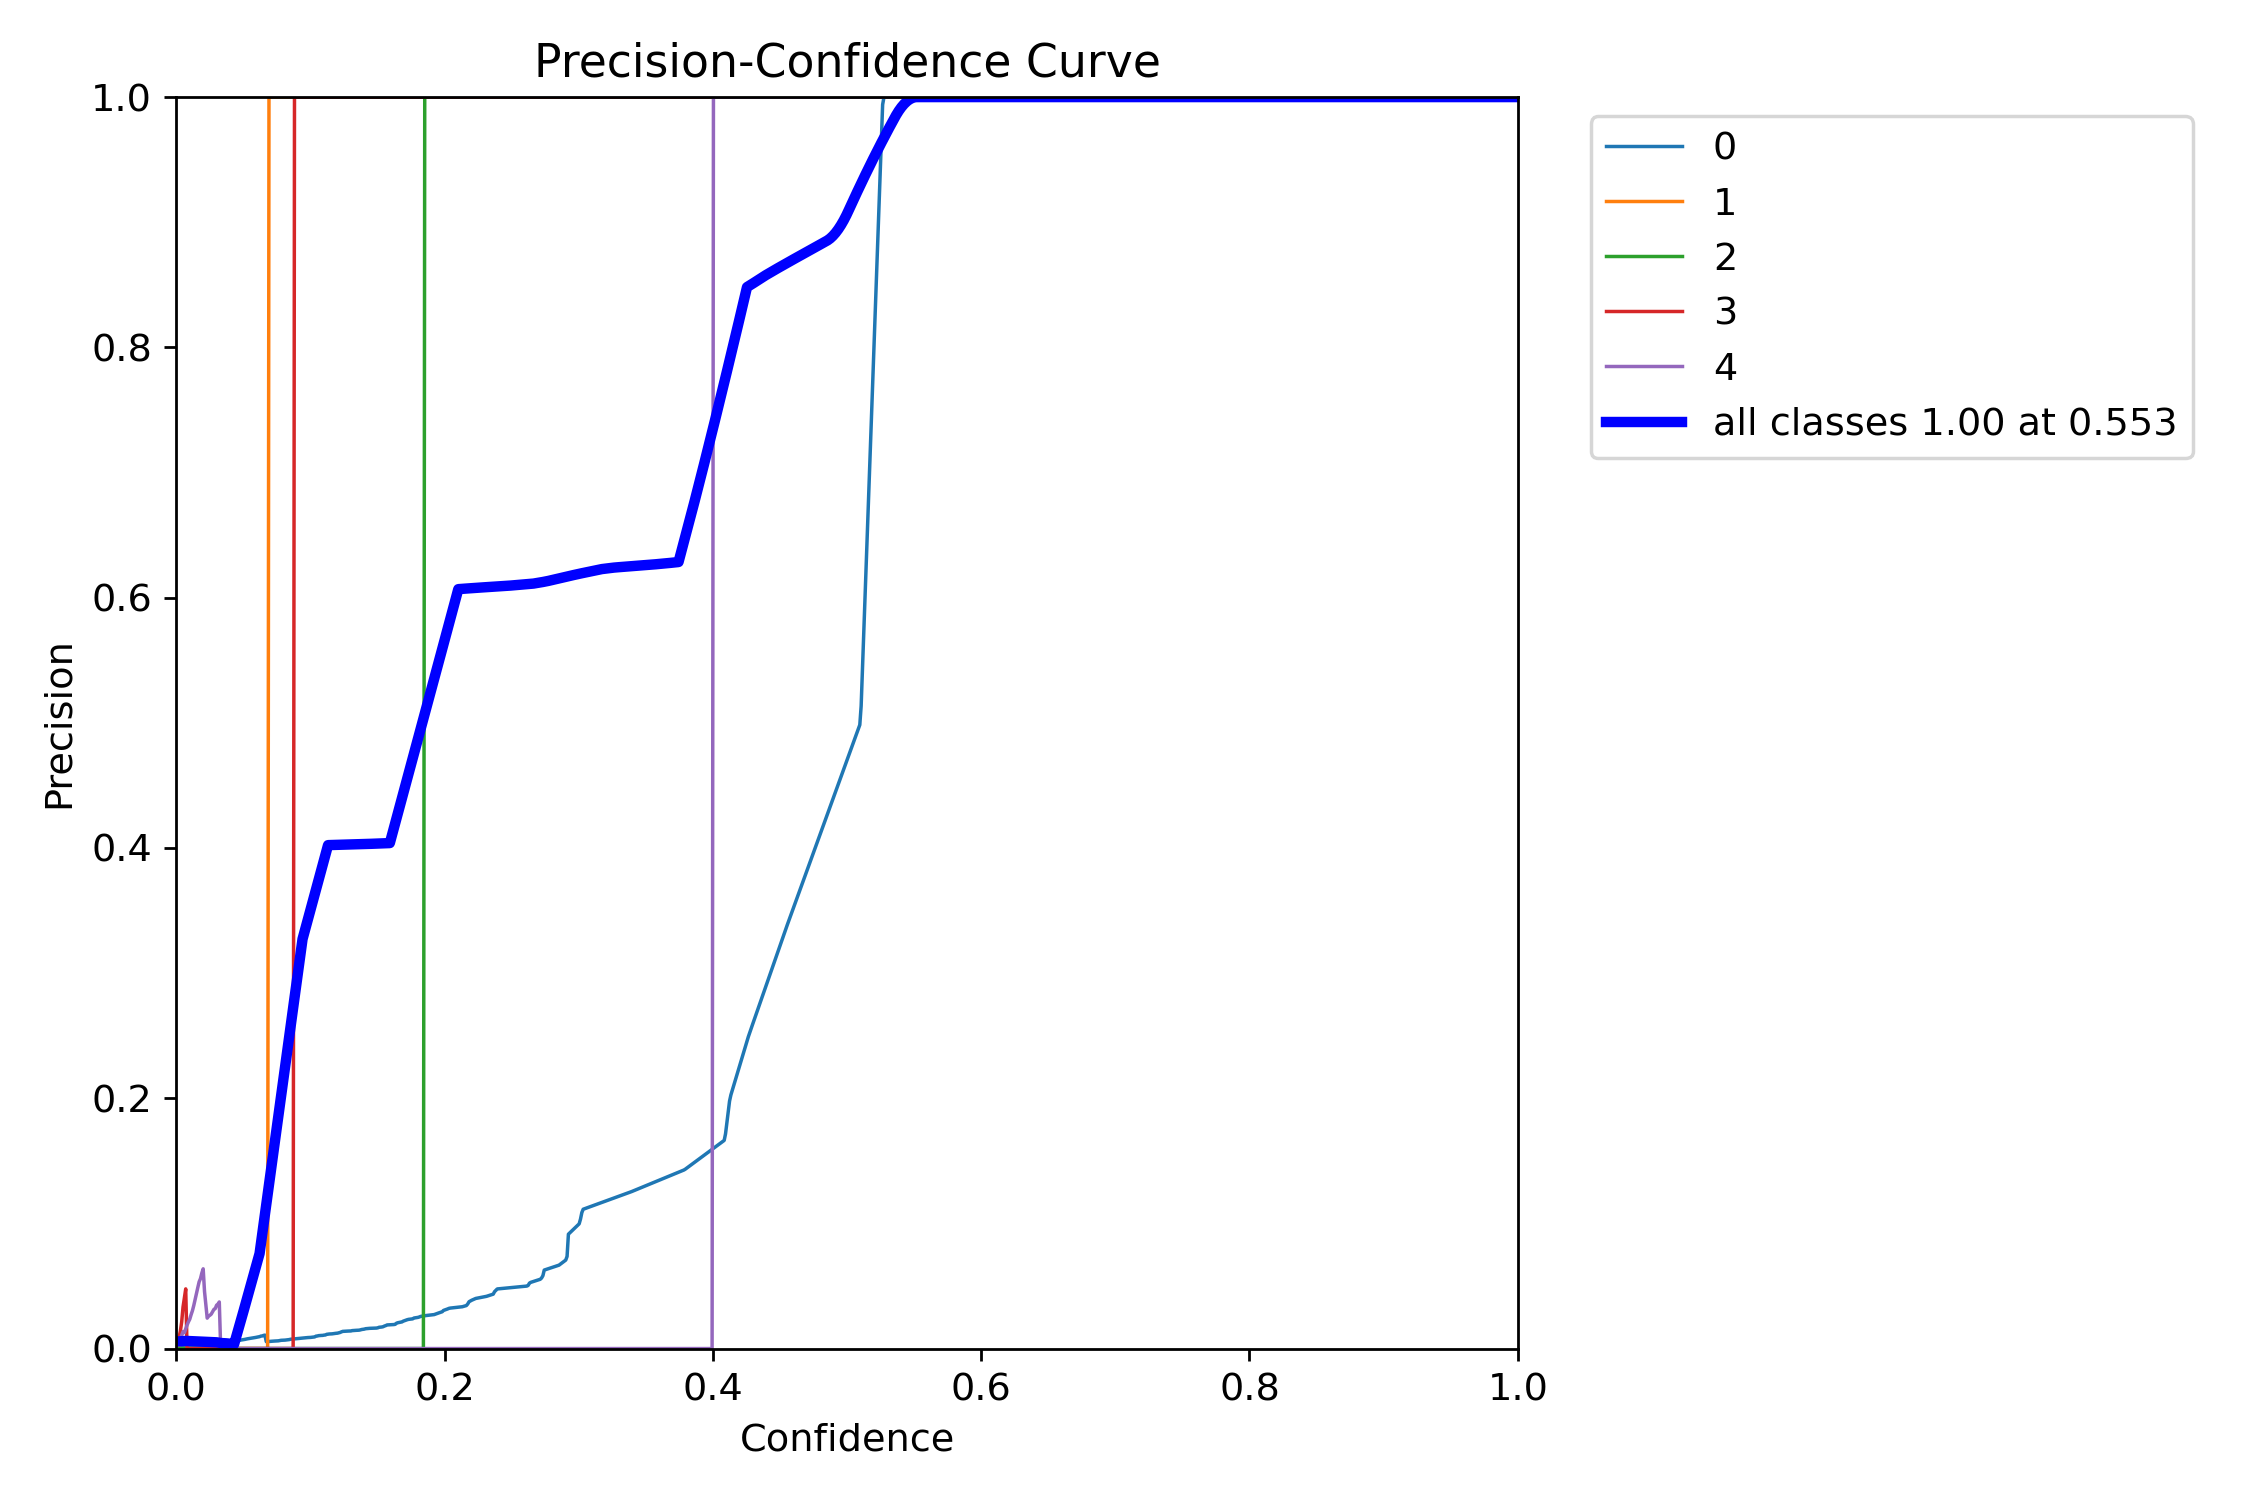 Precision-Confidence Curve
1.0
0.8
0.6
0.4
0.2
0.0
Precision
0.0 0.2 0.4 0.6 0.8 1.0
Confidence
0
1
2
3
4
all classes 1.00 at 0.553